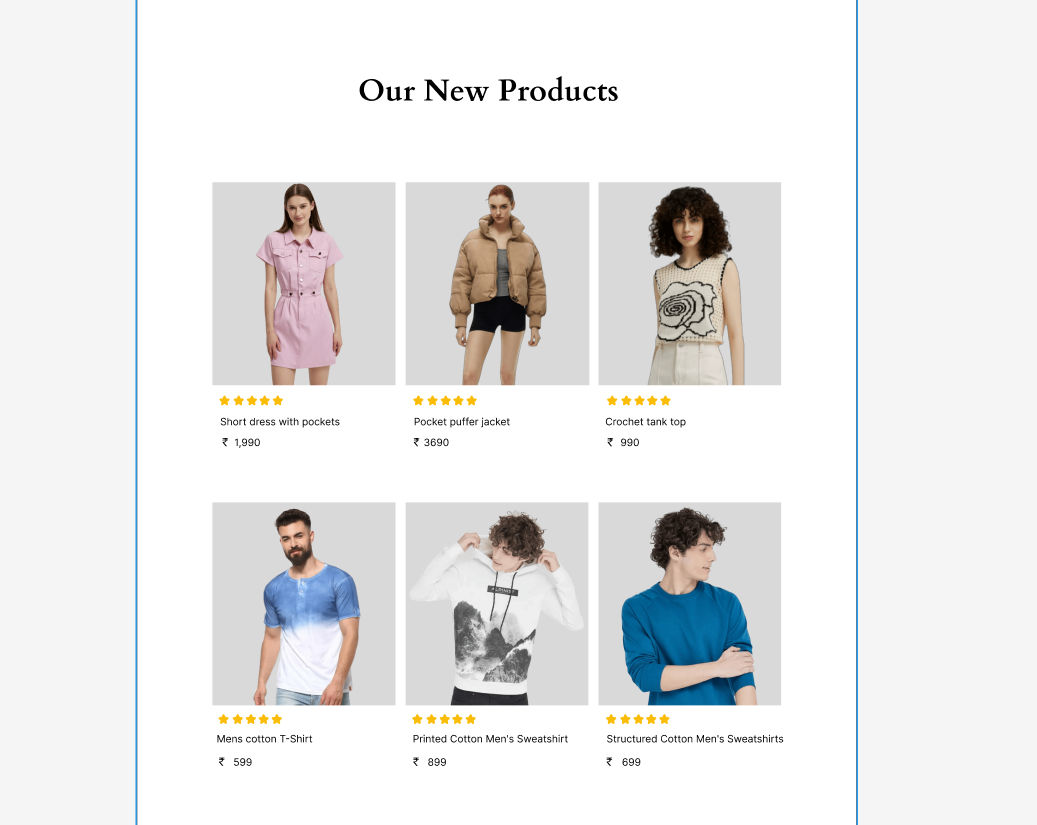 Our New Products
Short dress with pockets
₹ 1,990
Pocket puffer jacket
₹ 3690
Crochet tank top
₹ 990
Mens cotton T-Shirt
₹ 599
Printed Cotton Men's Sweatshirt
₹ 899
Structured Cotton Men's Sweatshirts
₹ 699